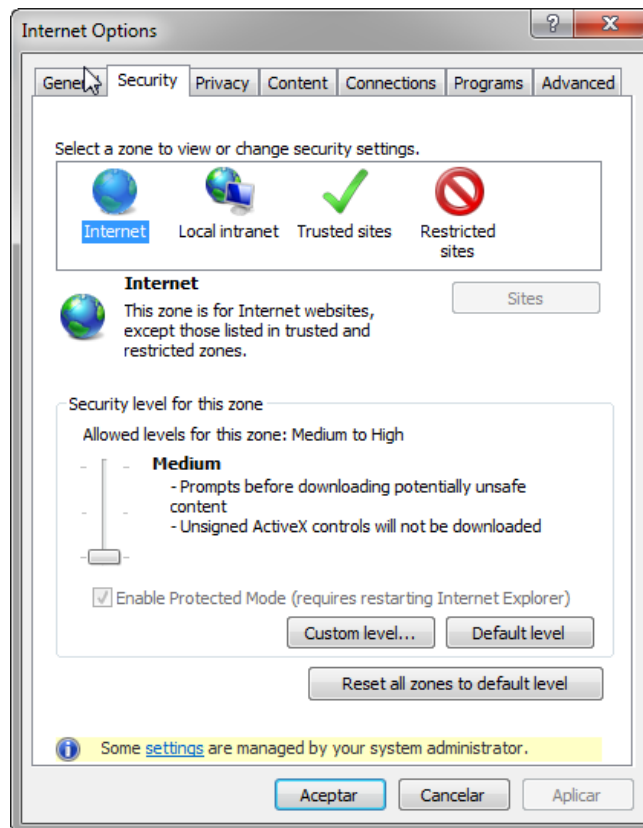 Internet Options
General Security Privacy Content Connections Programs Advanced
Select a zone to view or change security settings.
Internet Local intranet Trusted sites Restricted
sites
Internet
Sites
This zone is for Internet websites,
except those listed in trusted and
restricted zones.
Security level for this zone
Allowed levels for this zone: Medium to High
Medium
- Prompts before downloading potentially unsafe
content
- Unsigned ActiveX controls will not be downloaded
Enable Protected Mode (requires restarting Internet Explorer)
Custom level... Default level
Reset all zones to default level
Some settings are managed by your system administrator.
Aceptar Cancelar Aplicar